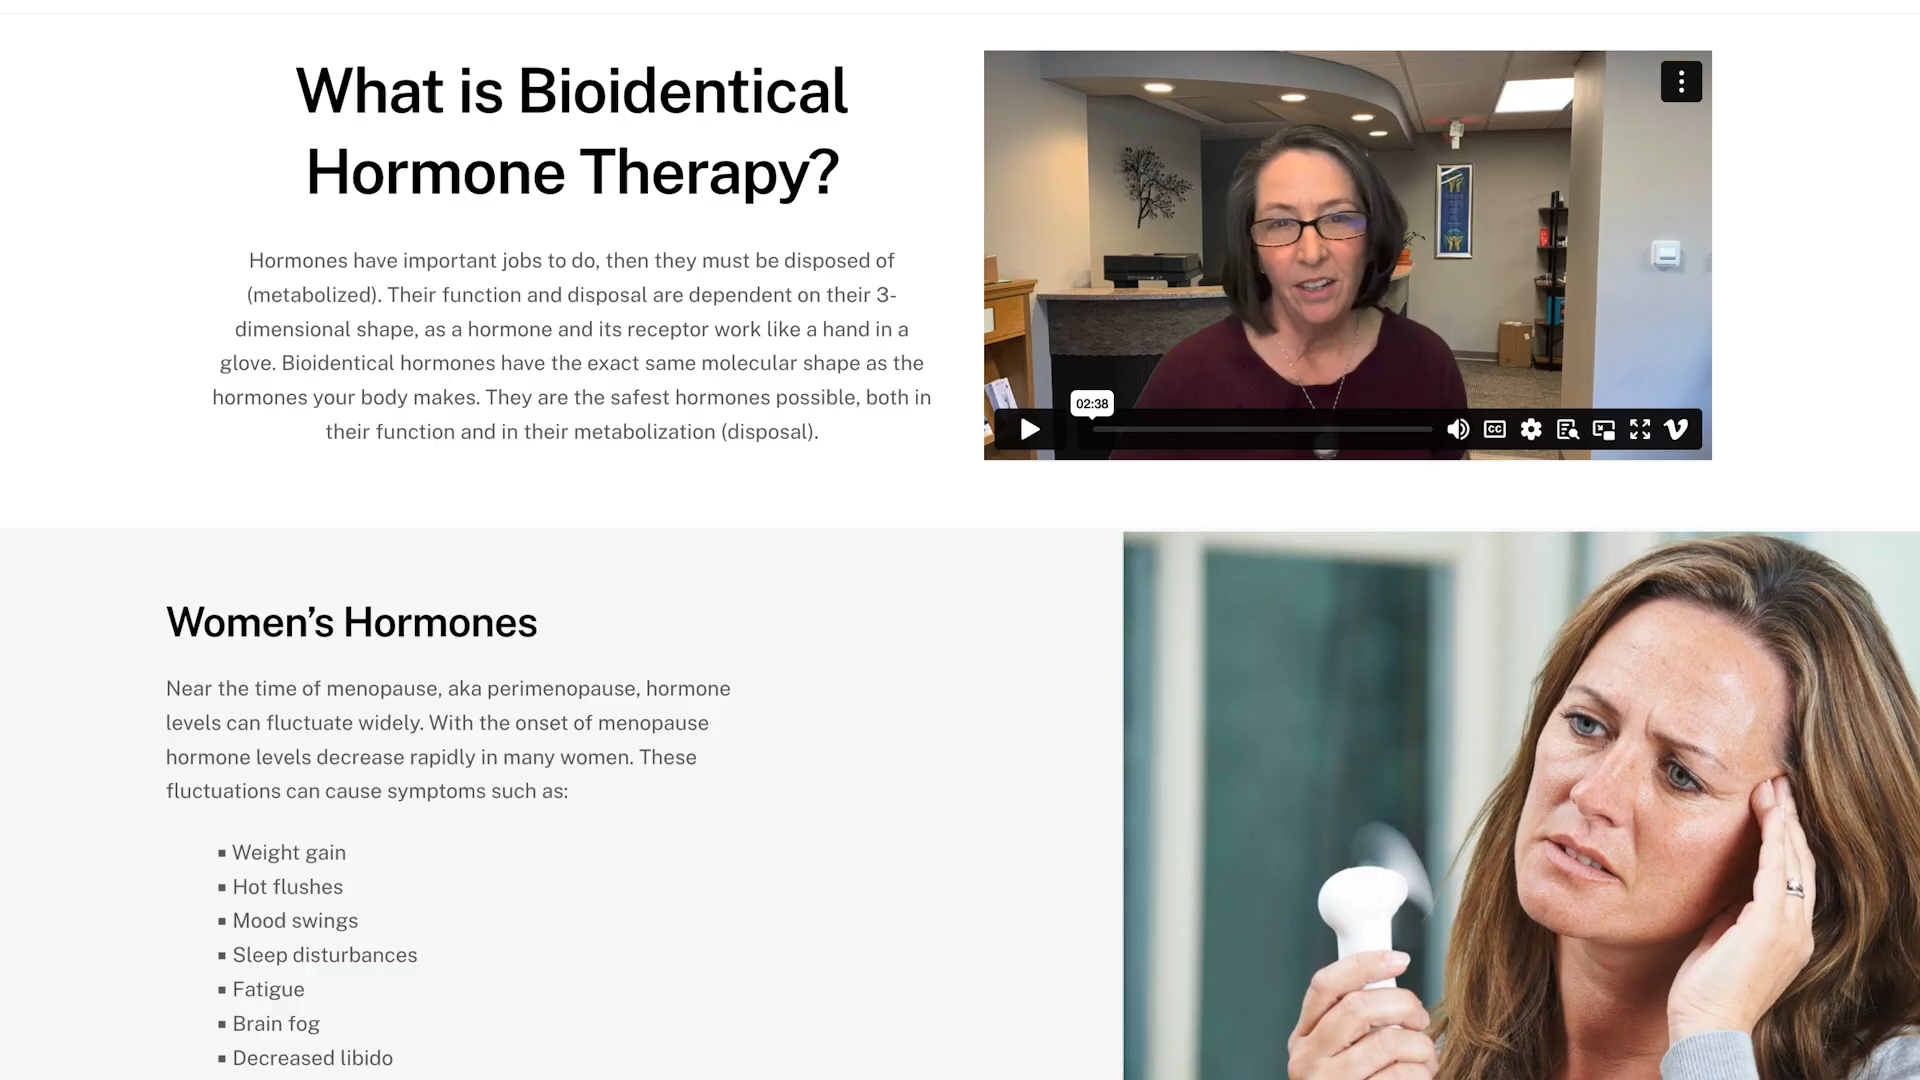 What is Bioidentical
Hormone Therapy?
Hormones have important jobs to do, then they must be disposed of
(metabolized). Their function and disposal are dependent on their 3-
dimensional shape, as a hormone and its receptor work like a hand in a
glove. Bioidentical hormones have the exact same molecular shape as the
hormones your body makes. They are the safest hormones possible, both in
their function and in their metabolization (disposal).
02:38
CC
Women’s Hormones
Near the time of menopause, aka perimenopause, hormone
levels can fluctuate widely. With the onset of menopause
hormone levels decrease rapidly in many women. These
fluctuations can cause symptoms such as:
▪ Weight gain
▪ Hot flushes
▪ Mood swings
▪ Sleep disturbances
▪ Fatigue
▪ Brain fog
▪ Decreased libido